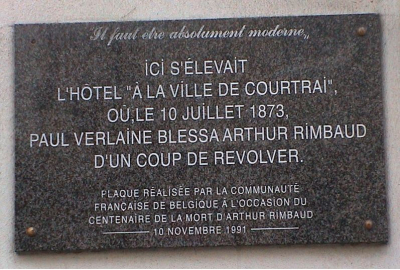 Il faut etre absolument moderne„
ICI S'ÉLEVAIT
L'HÔTEL "À LA VILLE DE COURTRAI",
OÙ, LE 10 JUILLET 1873,
PAUL VERLAINE BLESSA ARTHUR RIMBAUD
D'UN COUP DE REVOLVER.
PLAQUE RÉALISÉE PAR LA COMMUNAUTÉ
FRANÇAISE DE BELGIQUE À L'OCCASION DU
CENTENAIRE DE LA MORT D'ARTHUR RIMBAUD
10 NOVEMBRE 1991